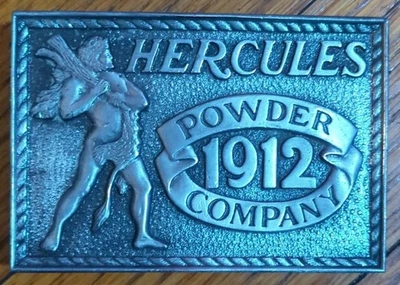 HERCULES
POWDER
1912
COMPANY